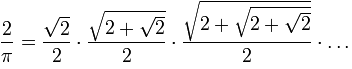 2/π = √2/2 · √(2+√2)/2 · √(2+√(2+√2))/2 · …